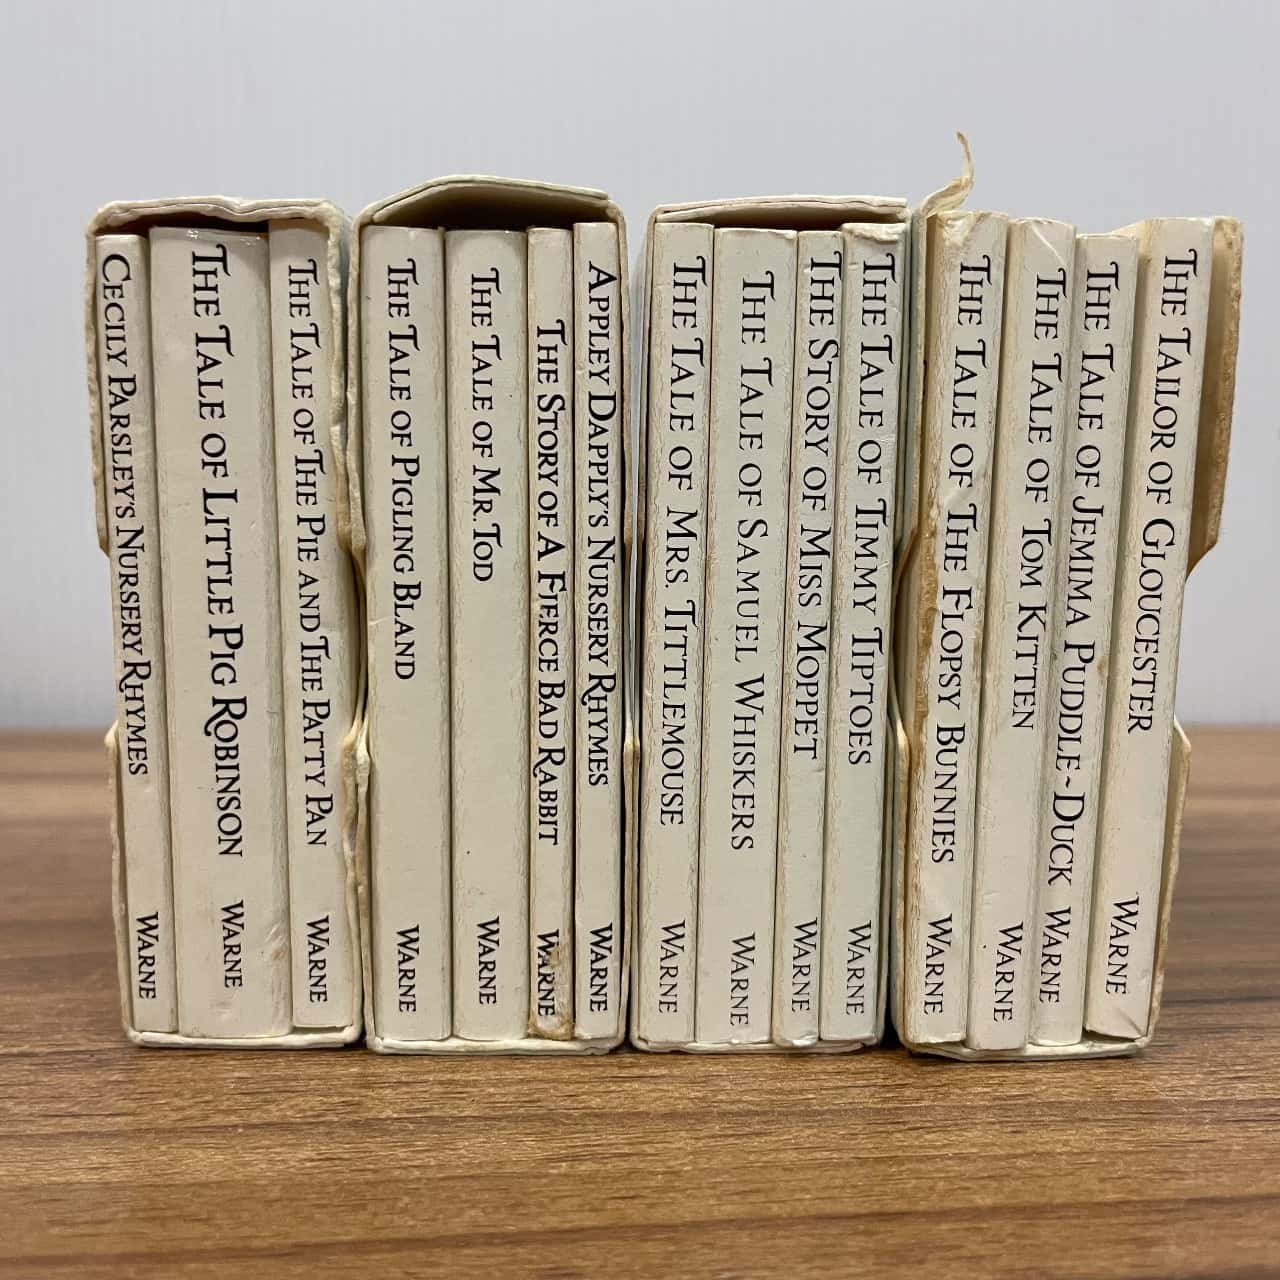 Cecily Parsley's Nursery Rhymes
Warne
The Tale of Little Pig Robinson
Warne
The Tale of The Pie and The Patty Pan
Warne
The Tale of Pigling Bland
Warne
The Tale of Mr. Tod
Warne
The Story of A Fierce Bad Rabbit
Warne
Appley Dapply's Nursery Rhymes
Warne
The Tale of Mrs. Tittlemouse
Warne
The Tale of Samuel Whiskers
Warne
The Story of Miss Moppet
Warne
The Tale of Timmy Tiptoes
Warne
The Tale of The Flopsy Bunnies
Warne
The Tale of Tom Kitten
Warne
The Tale of Jemima Puddle-Duck
Warne
The Tailor of Gloucester
Warne